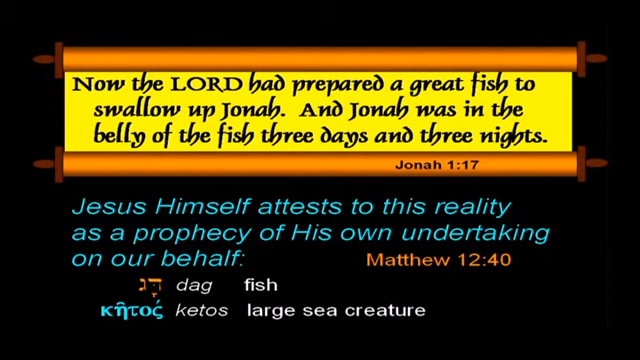 Now the LORD had prepared a great fish to
swallow up Jonah. And Jonah was in the
belly of the fish three days and three nights.
Jonah 1:17
Jesus Himself attests to this reality
as a prophecy of His own undertaking
on our behalf: Matthew 12:40
דָּג dag fish
κῆτοσ́ ketos large sea creature